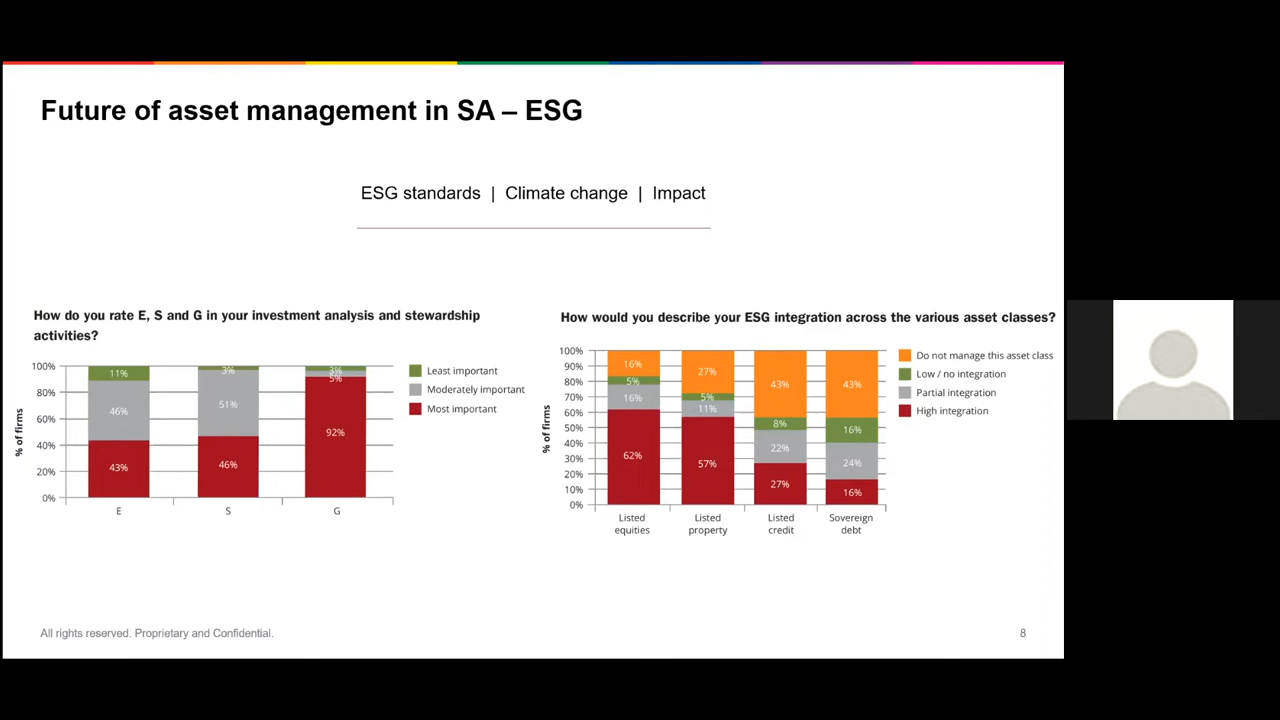 Future of asset management in SA – ESG
ESG standards | Climate change | Impact
How do you rate E, S and G in your investment analysis and stewardship
activities?
% of firms
100%
80%
60%
40%
20%
0%
11%
46%
43%
3%
51%
46%
3%
5%
92%
E
S
G
Least important
Moderately important
Most important
How would you describe your ESG integration across the various asset classes?
% of firms
100%
90%
80%
70%
60%
50%
40%
30%
20%
10%
0%
16%
5%
16%
62%
27%
5%
11%
57%
43%
8%
22%
27%
43%
16%
24%
16%
Listed
equities
Listed
property
Listed
credit
Sovereign
debt
Do not manage this asset class
Low / no integration
Partial integration
High integration
All rights reserved. Proprietary and Confidential.
8